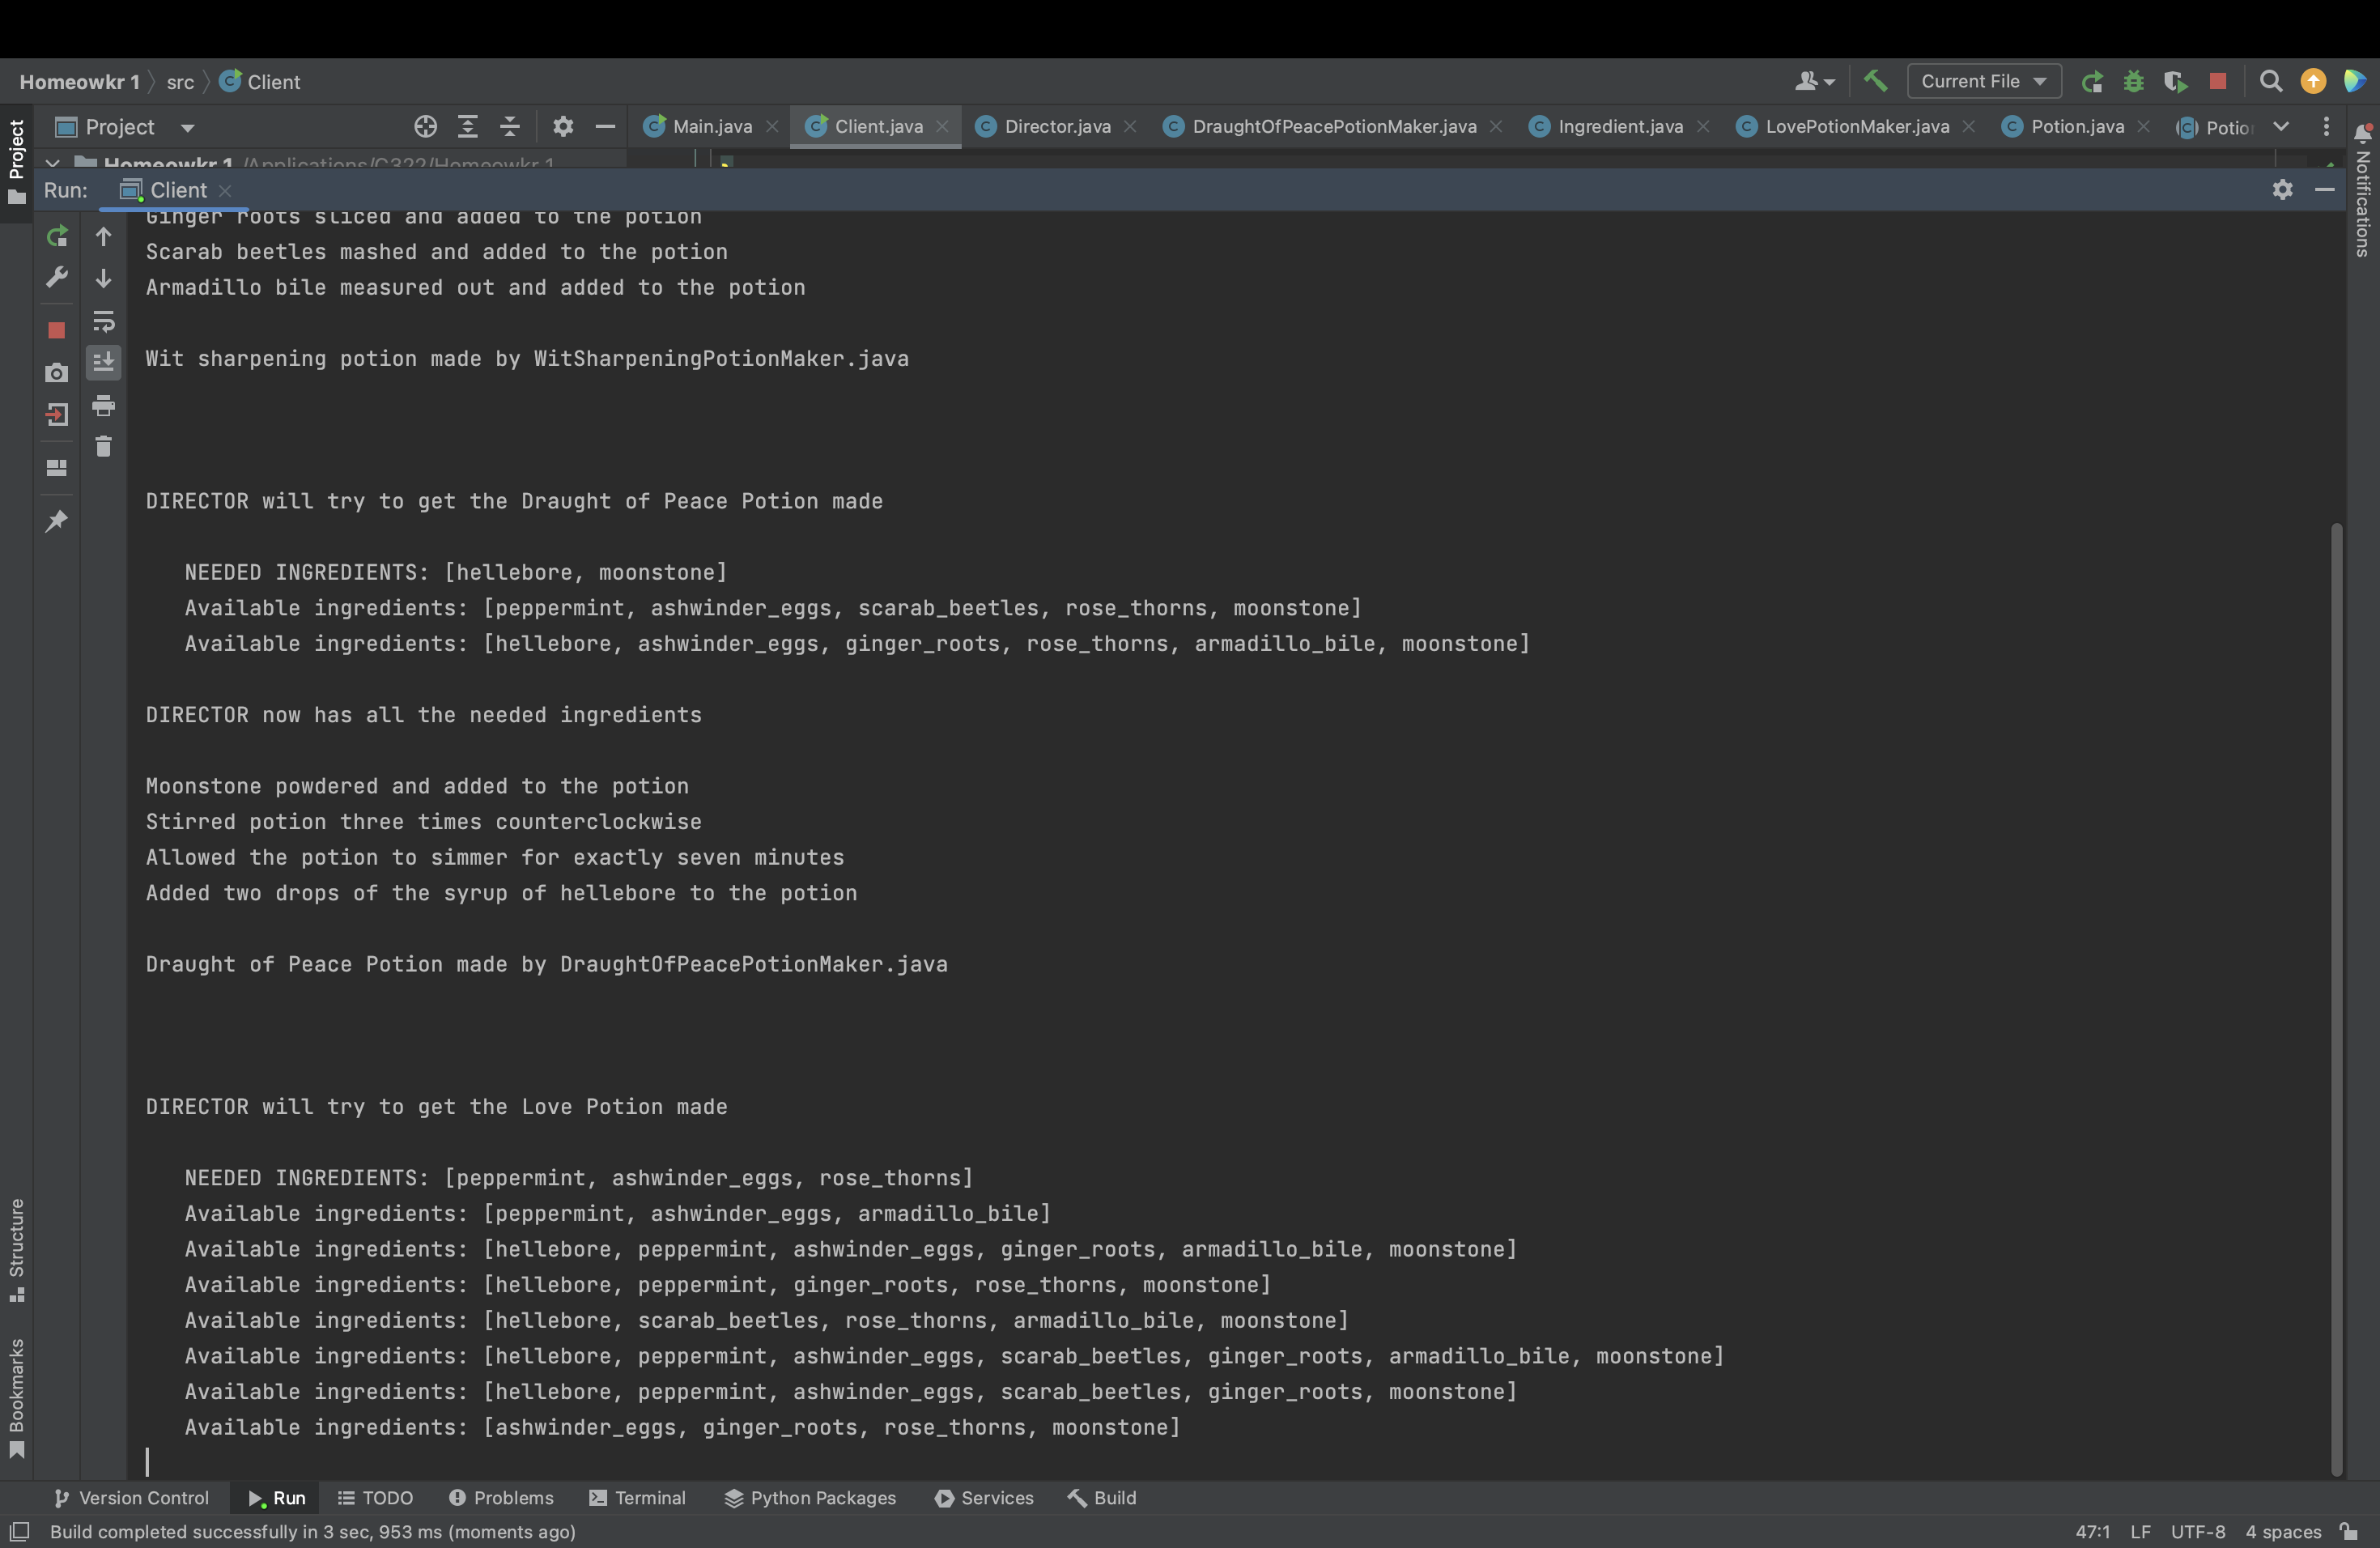 Homeowkr 1 src Client
Current File
Project
Main.java Client.java Director.java DraughtOfPeacePotionMaker.java Ingredient.java LovePotionMaker.java Potion.java
Homeowkr 1 /Applications/C322/Homeowkr 1
Project
Notifications
Run: Client
Ginger roots sliced and added to the potion
Scarab beetles mashed and added to the potion
Armadillo bile measured out and added to the potion
Wit sharpening potion made by WitSharpeningPotionMaker.java
DIRECTOR will try to get the Draught of Peace Potion made
NEEDED INGREDIENTS: [hellebore, moonstone]
Available ingredients: [peppermint, ashwinder_eggs, scarab_beetles, rose_thorns, moonstone]
Available ingredients: [hellebore, ashwinder_eggs, ginger_roots, rose_thorns, armadillo_bile, moonstone]
DIRECTOR now has all the needed ingredients
Moonstone powdered and added to the potion
Stirred potion three times counterclockwise
Allowed the potion to simmer for exactly seven minutes
Added two drops of the syrup of hellebore to the potion
Draught of Peace Potion made by DraughtOfPeacePotionMaker.java
DIRECTOR will try to get the Love Potion made
NEEDED INGREDIENTS: [peppermint, ashwinder_eggs, rose_thorns]
Available ingredients: [peppermint, ashwinder_eggs, armadillo_bile]
Available ingredients: [hellebore, peppermint, ashwinder_eggs, ginger_roots, armadillo_bile, moonstone]
Available ingredients: [hellebore, peppermint, ginger_roots, rose_thorns, moonstone]
Available ingredients: [hellebore, scarab_beetles, rose_thorns, armadillo_bile, moonstone]
Available ingredients: [hellebore, peppermint, ashwinder_eggs, scarab_beetles, ginger_roots, armadillo_bile, moonstone]
Available ingredients: [hellebore, peppermint, ashwinder_eggs, scarab_beetles, ginger_roots, moonstone]
Available ingredients: [ashwinder_eggs, ginger_roots, rose_thorns, moonstone]
Structure
Bookmarks
Version Control Run TODO Problems Terminal Python Packages Services Build
Build completed successfully in 3 sec, 953 ms (moments ago)
47:1 LF UTF-8 4 spaces